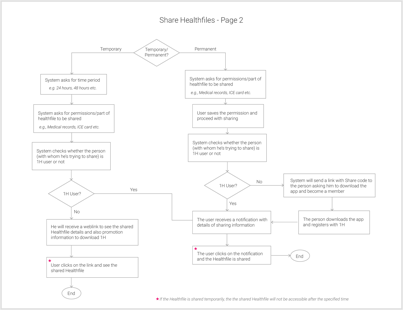 Share Healthfiles - Page 2
Temporary
Temporary/
Permanent?
Permanent
System asks for time period
e.g. 24 hours, 48 hours etc
System asks for permissions/part of
healthfile to be shared
e.g., Medical records, ICE card etc.
System asks for permissions/part of
healthfile to be shared
e.g., Medical records, ICE card etc.
User saves the permission and
proceed with sharing
System checks whether the person
(with whom he's trying to share) is
1H user or not
System checks whether the person
(with whom he's trying to share) is
1H user or not
1H User?
Yes
No
1H User?
No
Yes
System will send a link with Share code to
the person asking him to download the
app and become a member
He will receive a weblink to see the shared
Healthfile details and also promotion
information to download 1H
The user receives a notification with
details of sharing information
The person downloads the app
and registers with 1H
* User clicks on the link and see the
shared Healthfile
* The user clicks on the notification
and the Healthfile is shared
End
End
* If the Healthfile is shared temporarily, the the shared Healthfile will not be accessible after the specified time.